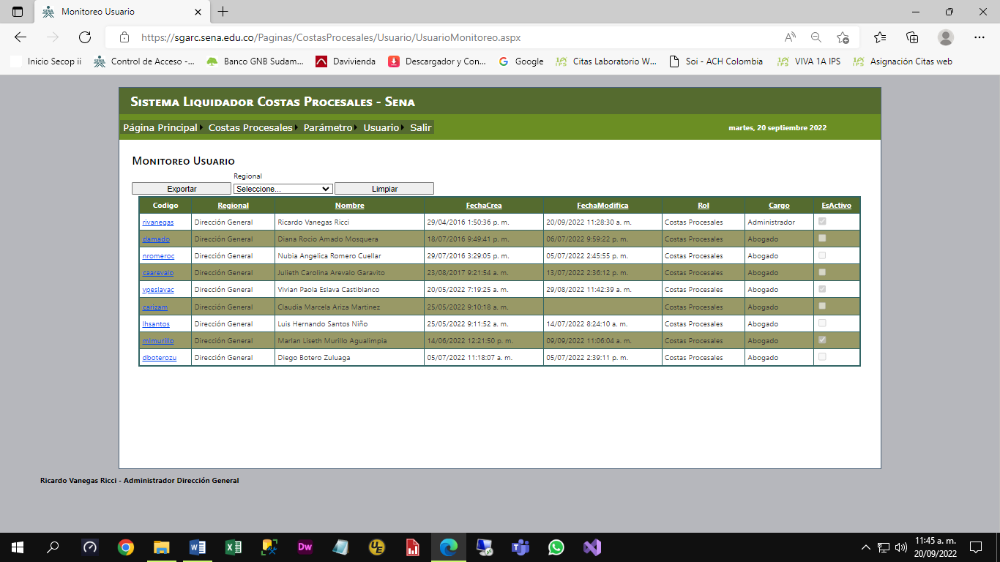 Monitoreo Usuario
https://sgarc.sena.edu.co/Paginas/CostasProcesales/Usuario/UsuarioMonitoreo.aspx
Inicio Secop ii Control de Acceso -... Banco GNB Sudam... Davivienda Descargador y Con... Google Citas Laboratorio W... Soi - ACH Colombia VIVA 1A IPS Asignación Citas web
Sistema Liquidador Costas Procesales - Sena
Página Principal Costas Procesales Parámetro Usuario Salir martes, 20 septiembre 2022
Monitoreo Usuario
Regional
Exportar Seleccione... Limpiar
Codigo Regional Nombre FechaCrea FechaModifica Rol Cargo EsActivo
rivanegas Dirección General Ricardo Vanegas Ricci 29/04/2016 1:50:36 p. m. 20/09/2022 11:28:30 a. m. Costas Procesales Administrador
damado Dirección General Diana Rocio Amado Mosquera 18/07/2016 9:49:41 p. m. 06/07/2022 9:59:22 p. m. Costas Procesales Abogado
nromeroc Dirección General Nubia Angelica Romero Cuellar 29/07/2016 3:29:05 p. m. 05/07/2022 2:45:55 p. m. Costas Procesales Abogado
caarevalo Dirección General Julieth Carolina Arevalo Garavito 23/08/2017 9:21:54 a. m. 13/07/2022 2:36:12 p. m. Costas Procesales Abogado
vpeslavac Dirección General Vivian Paola Eslava Castiblanco 20/05/2022 7:19:25 a. m. 29/08/2022 11:42:39 a. m. Costas Procesales Abogado
carizam Dirección General Claudia Marcela Ariza Martinez 25/05/2022 9:10:18 a. m. Costas Procesales Abogado
lhsantos Dirección General Luis Hernando Santos Niño 25/05/2022 9:11:52 a. m. 14/07/2022 8:24:10 a. m. Costas Procesales Abogado
mlmurillo Dirección General Marlan Liseth Murillo Agualimpia 14/06/2022 12:21:50 p. m. 09/09/2022 11:06:04 a. m. Costas Procesales Abogado
dboterozu Dirección General Diego Botero Zuluaga 05/07/2022 11:18:07 a. m. 05/07/2022 2:39:11 p. m. Costas Procesales Abogado
Ricardo Vanegas Ricci - Administrador Dirección General
11:45 a. m.
20/09/2022